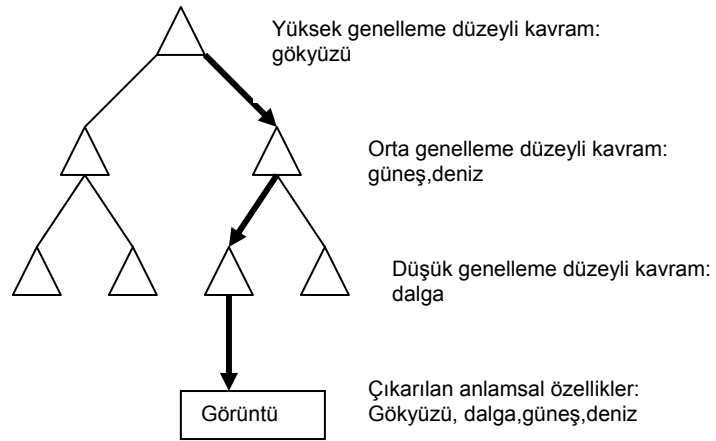 Yüksek genelleme düzeyli kavram:
gökyüzü
Orta genelleme düzeyli kavram:
güneş,deniz
Düşük genelleme düzeyli kavram:
dalga
Görüntü
Çıkarılan anlamsal özellikler:
Gökyüzü, dalga,güneş,deniz